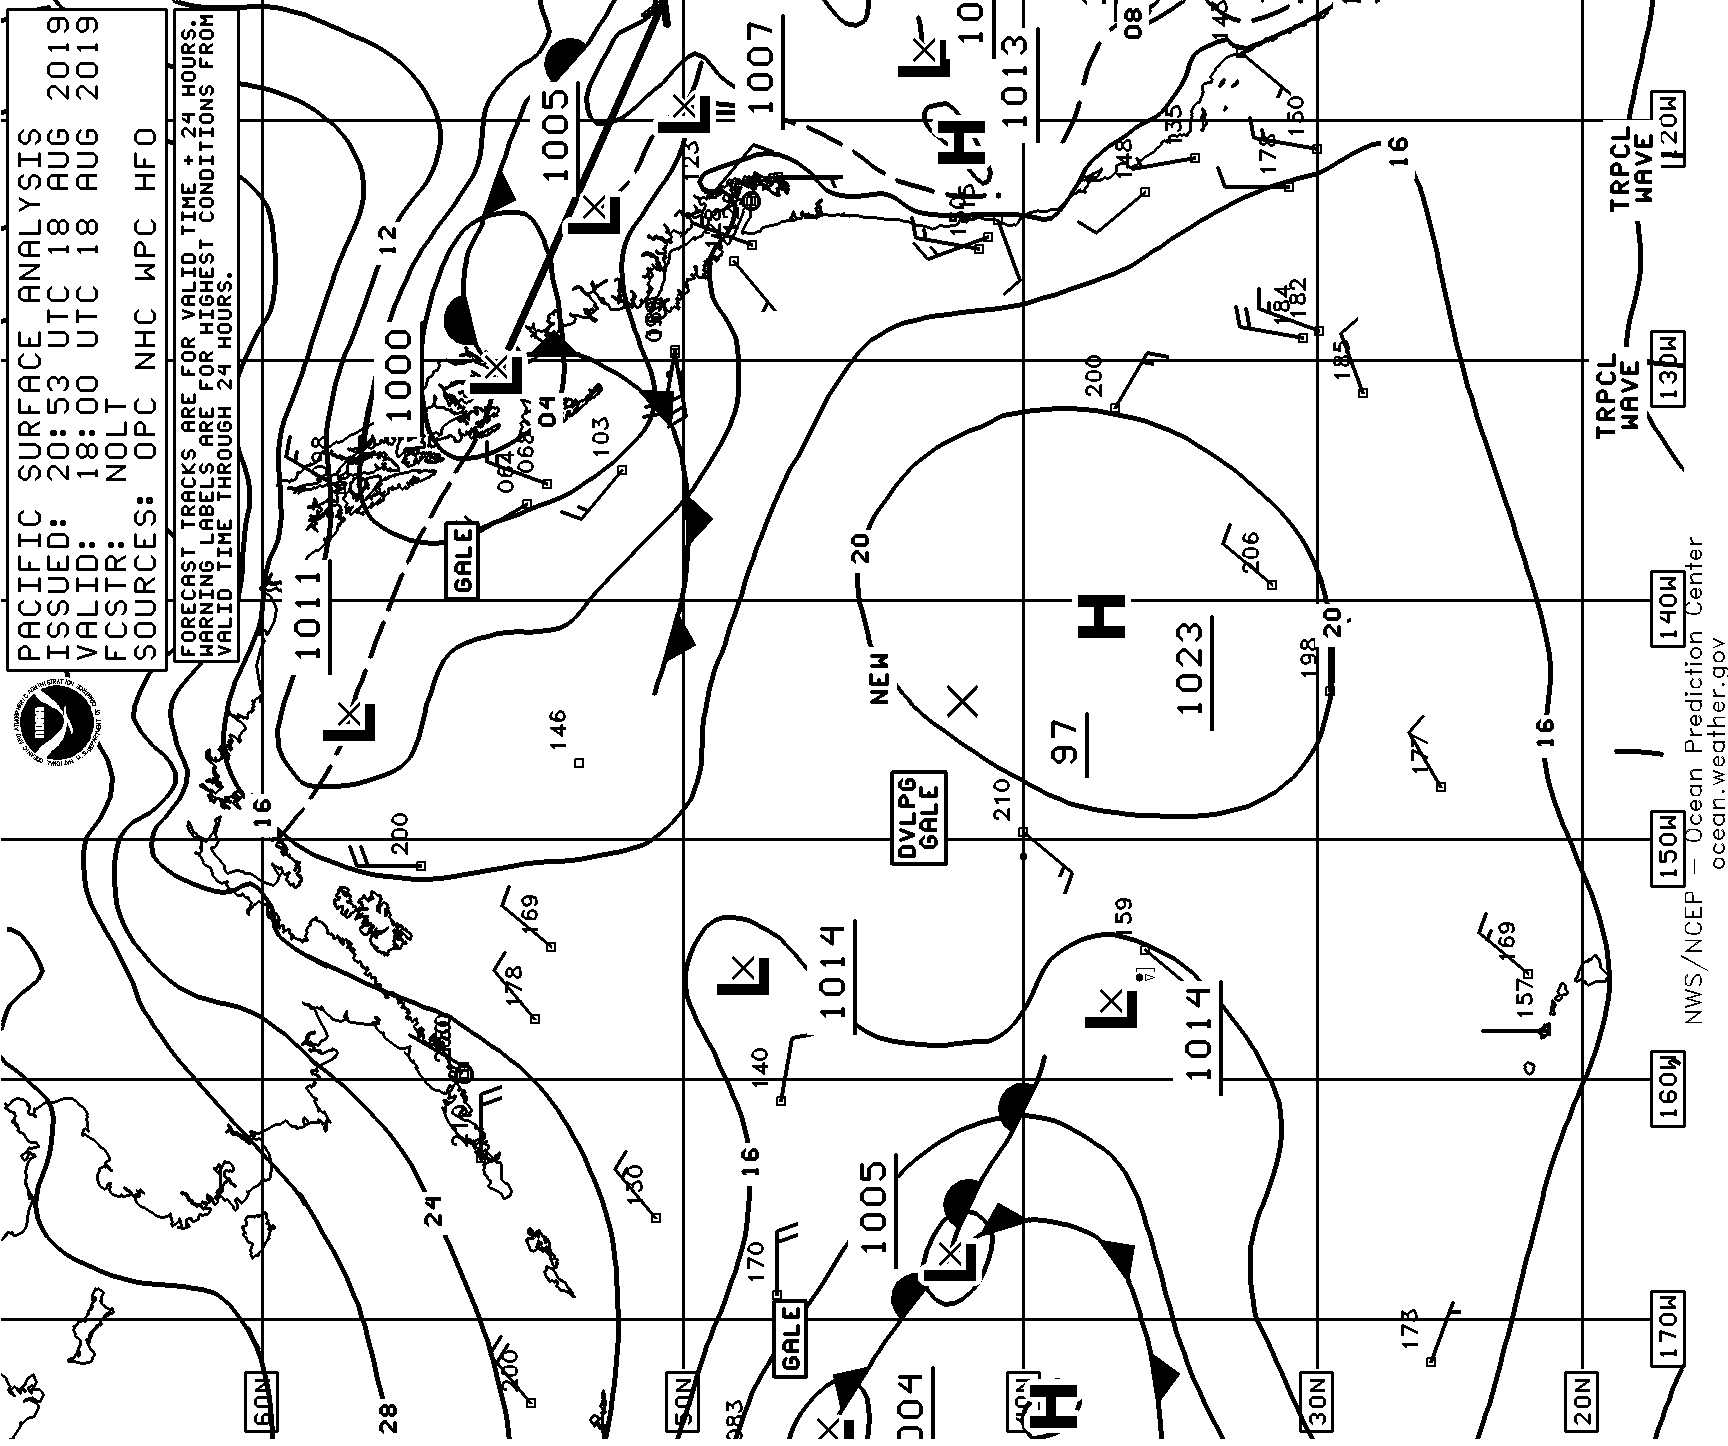 PACIFIC SURFACE ANALYSIS
ISSUED: 20:53 UTC 18 AUG 2019
VALID: 18:00 UTC 18 AUG 2019
FCSTR: NOLT
SOURCES: OPC NHC WPC HFO
FORECAST TRACKS ARE FOR VALID TIME + 24 HOURS.
WARNING LABELS ARE FOR HIGHEST CONDITIONS FROM
VALID TIME THROUGH 24 HOURS.
NOAA
12
1000
1011
1005
1007
1013
10
08
L
L
L
L
L
H
123
04
068
103
098
GALE
16
200
146
169
178
24
28
200
130
60N
50N
30N
20N
170
GALE
083
1004
H
16
140
1014
L
1005
L
1014
L
159
DVLPG
GALE
210
NEW
20
97
1023
H
206
198
20
200
184
182
185
148
135
178
150
16
177
16
169
157
173
TRPCL
WAVE
TRPCL
WAVE
120W
130W
140W
150W
160W
170W
NWS/NCEP – Ocean Prediction Center
ocean.weather.gov